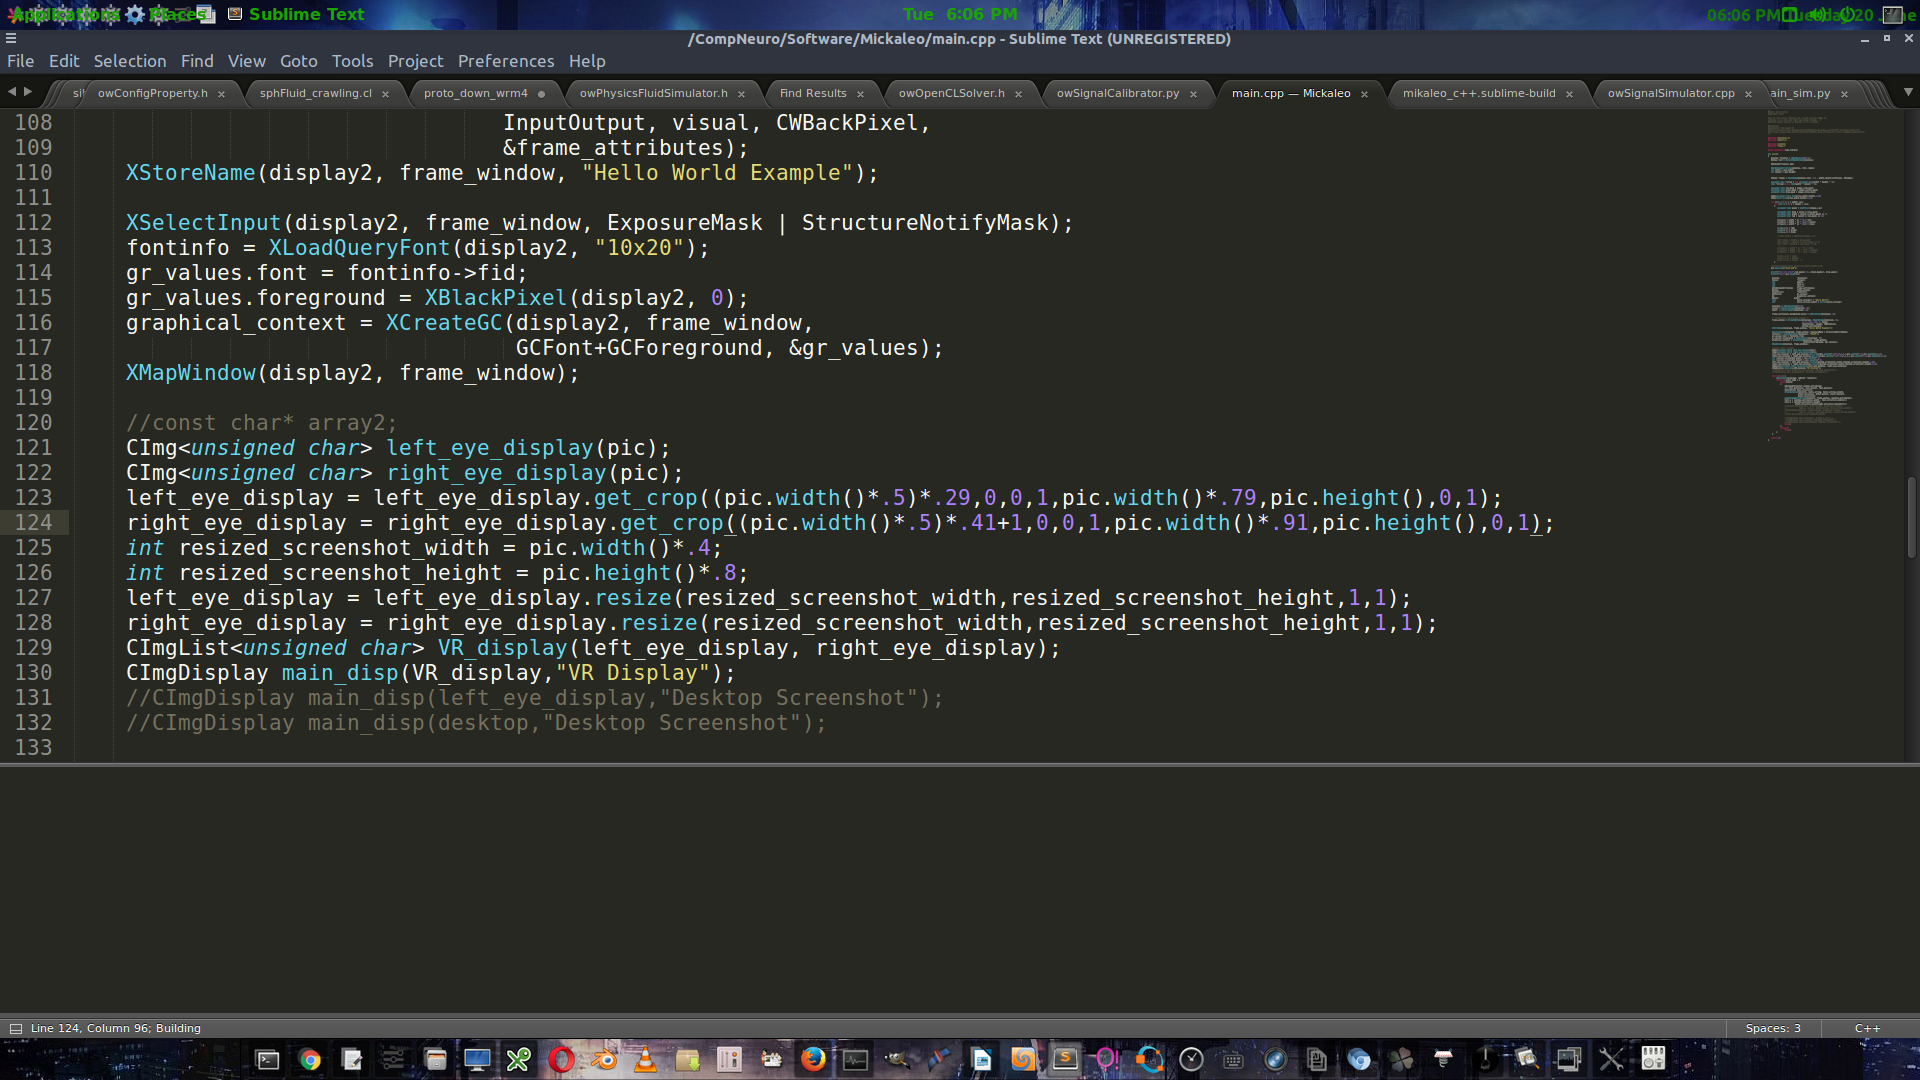 Sublime Text
Tue 6:06 PM
/CompNeuro/Software/Mickaleo/main.cpp - Sublime Text (UNREGISTERED)
File Edit Selection Find View Goto Tools Project Preferences Help
owConfigProperty.h sphFluid_crawling.cl proto_down_wrm4 owPhysicsFluidSimulator.h Find Results owOpenCLSolver.h owSignalCalibrator.py main.cpp — Mickaleo mikaleo_c++.sublime-build owSignalSimulator.cpp ain_sim.py
108 InputOutput, visual, CWBackPixel,
109 &frame_attributes);
110 XStoreName(display2, frame_window, "Hello World Example");
111
112 XSelectInput(display2, frame_window, ExposureMask | StructureNotifyMask);
113 fontinfo = XLoadQueryFont(display2, "10x20");
114 gr_values.font = fontinfo->fid;
115 gr_values.foreground = XBlackPixel(display2, 0);
116 graphical_context = XCreateGC(display2, frame_window,
117 GCFont+GCForeground, &gr_values);
118 XMapWindow(display2, frame_window);
119
120 //const char* array2;
121 CImg<unsigned char> left_eye_display(pic);
122 CImg<unsigned char> right_eye_display(pic);
123 left_eye_display = left_eye_display.get_crop((pic.width()*.5)*.29,0,0,1,pic.width()*.79,pic.height(),0,1);
124 right_eye_display = right_eye_display.get_crop((pic.width()*.5)*.41+1,0,0,1,pic.width()*.91,pic.height(),0,1);
125 int resized_screenshot_width = pic.width()*.4;
126 int resized_screenshot_height = pic.height()*.8;
127 left_eye_display = left_eye_display.resize(resized_screenshot_width,resized_screenshot_height,1,1);
128 right_eye_display = right_eye_display.resize(resized_screenshot_width,resized_screenshot_height,1,1);
129 CImgList<unsigned char> VR_display(left_eye_display, right_eye_display);
130 CImgDisplay main_disp(VR_display,"VR Display");
131 //CImgDisplay main_disp(left_eye_display,"Desktop Screenshot");
132 //CImgDisplay main_disp(desktop,"Desktop Screenshot");
133
Line 124, Column 96; Building
Spaces: 3
C++